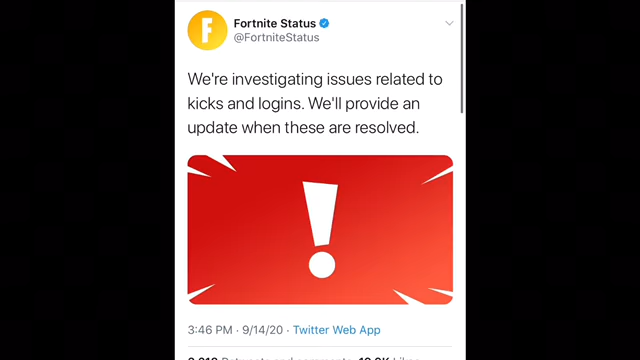 Fortnite Status
@FortniteStatus
We're investigating issues related to
kicks and logins. We'll provide an
update when these are resolved.
3:46 PM · 9/14/20 · Twitter Web App